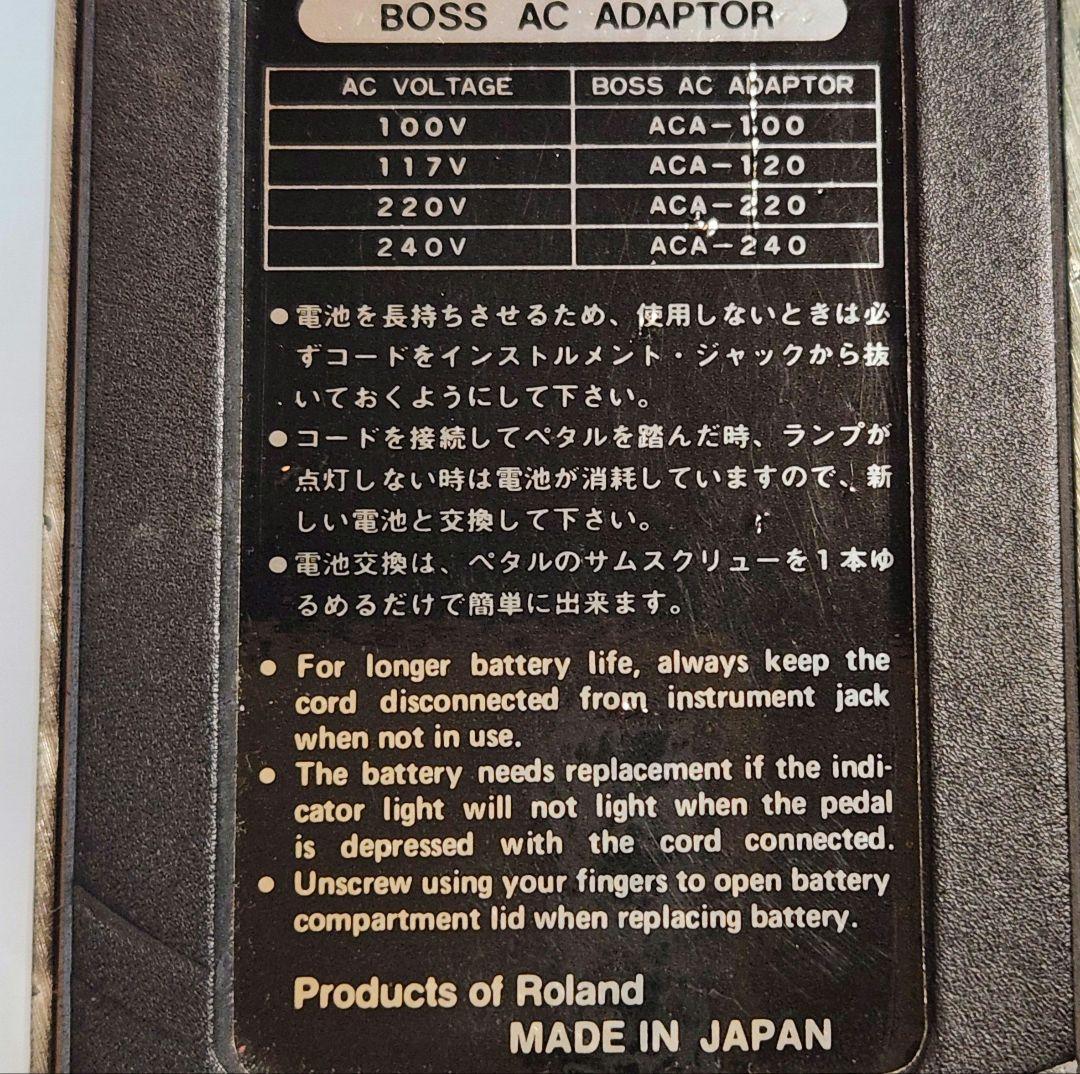 BOSS AC ADAPTOR
AC VOLTAGE BOSS AC ADAPTOR
100V ACA-100
117V ACA-120
220V ACA-220
240V ACA-240
●電池を長持ちさせるため、使用しないときは必
ずコードをインストルメント・ジャックから抜
いておくようにして下さい。
●コードを接続してペダルを踏んだ時、ランプが
点灯しない時は電池が消耗していますので、新
しい電池と交換して下さい。
●電池交換は、ペダルのサムスクリューを1本ゆ
るめるだけで簡単に出来ます。
● For longer battery life, always keep the
cord disconnected from instrument jack
when not in use.
● The battery needs replacement if the indi-
cator light will not light when the pedal
is depressed with the cord connected.
● Unscrew using your fingers to open battery
compartment lid when replacing battery.
Products of Roland
MADE IN JAPAN